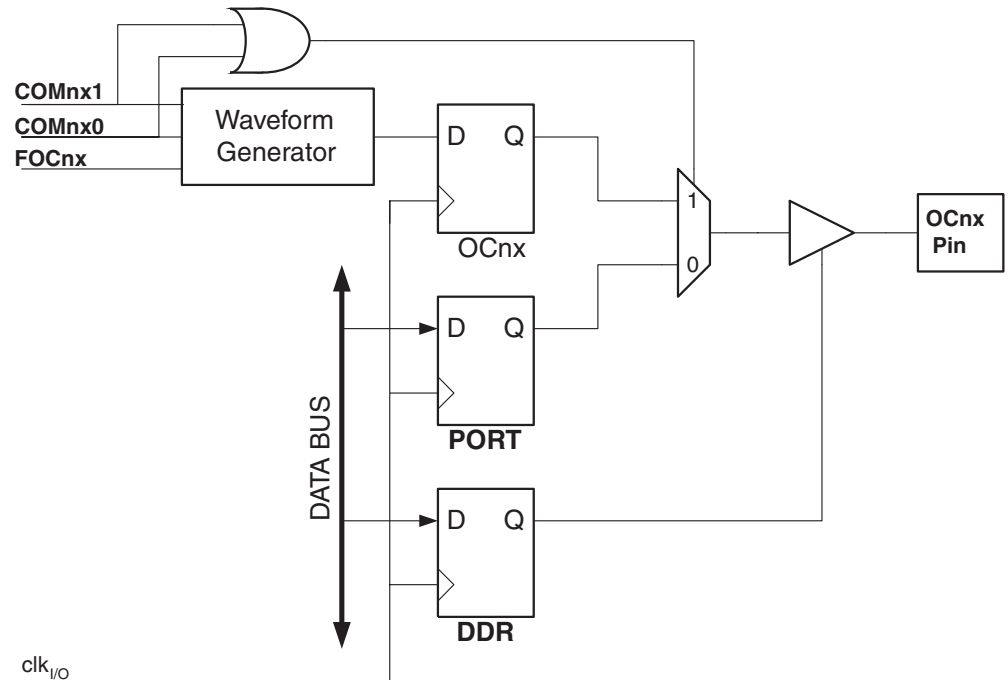 COMnx1
COMnx0
FOCnx
Waveform
Generator
D Q
OCnx
1
0
OCnx
Pin
D Q
PORT
DATA BUS
D Q
DDR
clkI/O